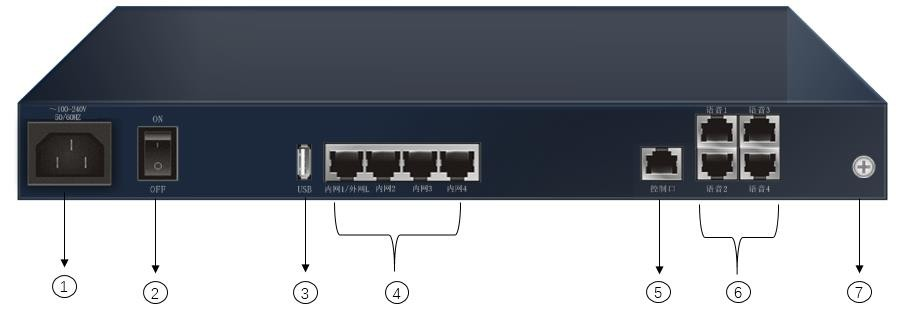 ~100-240V
50/60HZ
ON
OFF
USB
内网1/外网L
内网2
内网3
内网4
控制口
语音1
语音3
语音2
语音4
①
②
③
④
⑤
⑥
⑦